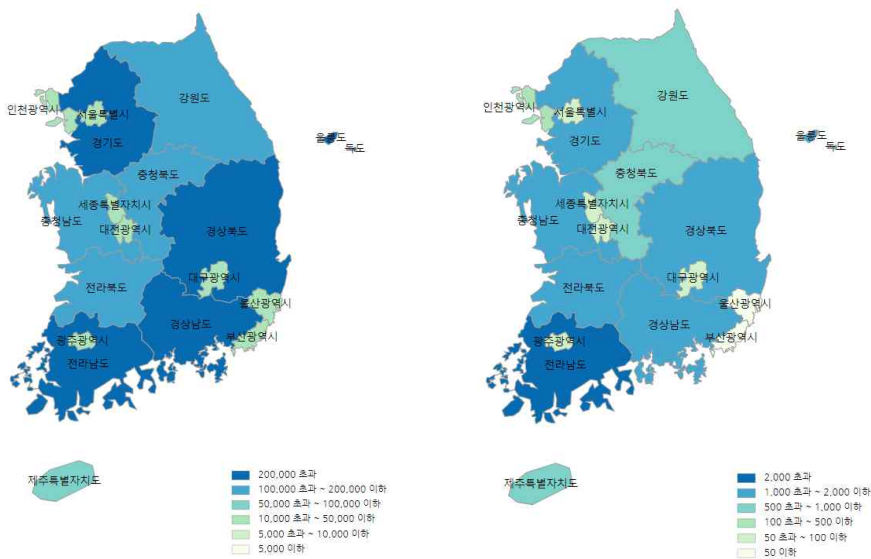 강원도
인천광역시
서울특별시
경기도
울릉도
독도
충청북도
세종특별자치시
충청남도
대전광역시
경상북도
대구광역시
전라북도
울산광역시
경상남도
부산광역시
광주광역시
전라남도
제주특별자치도
200,000 초과
100,000 초과 ~ 200,000 이하
50,000 초과 ~ 100,000 이하
10,000 초과 ~ 50,000 이하
5,000 초과 ~ 10,000 이하
5,000 이하
강원도
인천광역시
서울특별시
경기도
울릉도
독도
충청북도
세종특별자치시
충청남도
대전광역시
경상북도
대구광역시
전라북도
울산광역시
경상남도
부산광역시
광주광역시
전라남도
제주특별자치도
2,000 초과
1,000 초과 ~ 2,000 이하
500 초과 ~ 1,000 이하
100 초과 ~ 500 이하
50 초과 ~ 100 이하
50 이하